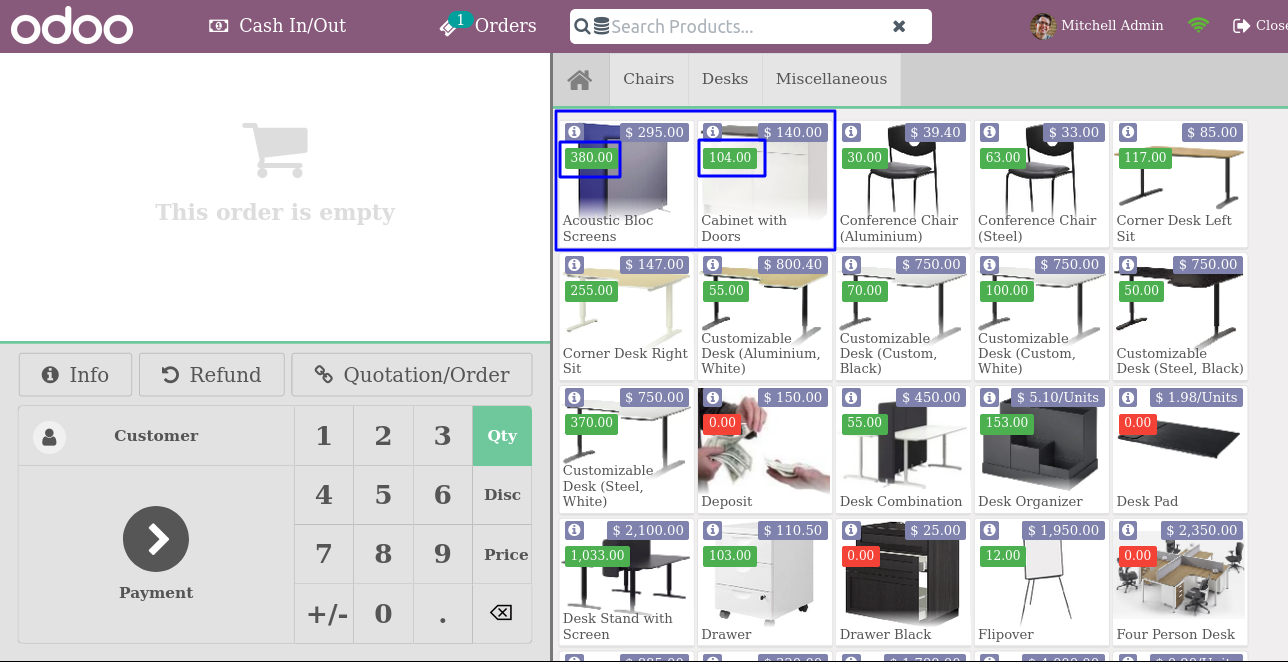 odoo
Cash In/Out
1
Orders
Search Products...
Mitchell Admin
Close
This order is empty
Info
Refund
Quotation/Order
Customer
1 2 3 Qty
4 5 6 Disc
7 8 9 Price
+/- 0 .
Payment
Chairs
Desks
Miscellaneous
$ 295.00
380.00
Acoustic Bloc
Screens
$ 140.00
104.00
Cabinet with
Doors
$ 39.40
30.00
Conference Chair
(Aluminium)
$ 33.00
63.00
Conference Chair
(Steel)
$ 85.00
117.00
Corner Desk Left
Sit
$ 147.00
255.00
Corner Desk Right
Sit
$ 800.40
55.00
Customizable
Desk (Aluminium,
White)
$ 750.00
70.00
Customizable
Desk (Custom,
Black)
$ 750.00
100.00
Customizable
Desk (Custom,
White)
$ 750.00
50.00
Customizable
Desk (Steel, Black)
$ 750.00
370.00
Customizable
Desk (Steel,
White)
$ 150.00
0.00
Deposit
$ 450.00
55.00
Desk Combination
$ 5.10/Units
153.00
Desk Organizer
$ 1.98/Units
0.00
Desk Pad
$ 2,100.00
1,033.00
Desk Stand with
Screen
$ 110.50
103.00
Drawer
$ 25.00
0.00
Drawer Black
$ 1,950.00
12.00
Flipover
$ 2,350.00
0.00
Four Person Desk